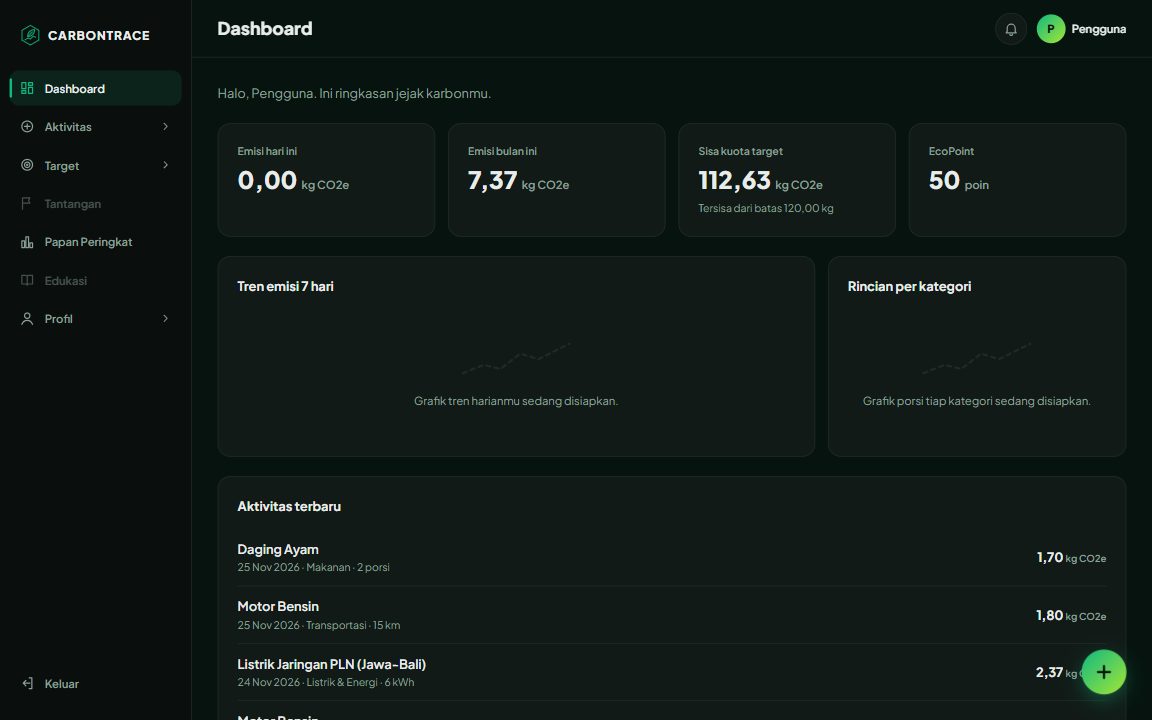 CARBONTRACE
Dashboard
Aktivitas
Target
Tantangan
Papan Peringkat
Edukasi
Profil
Keluar
Dashboard
P Pengguna
Halo, Pengguna. Ini ringkasan jejak karbonmu.
Emisi hari ini
0,00 kg CO2e
Emisi bulan ini
7,37 kg CO2e
Sisa kuota target
112,63 kg CO2e
Tersisa dari batas 120,00 kg
EcoPoint
50 poin
Tren emisi 7 hari
Grafik tren harianmu sedang disiapkan.
Rincian per kategori
Grafik porsi tiap kategori sedang disiapkan.
Aktivitas terbaru
Daging Ayam
25 Nov 2026 · Makanan · 2 porsi
1,70 kg CO2e
Motor Bensin
25 Nov 2026 · Transportasi · 15 km
1,80 kg CO2e
Listrik Jaringan PLN (Jawa-Bali)
24 Nov 2026 · Listrik & Energi · 6 kWh
2,37 kg
Motor Bensin